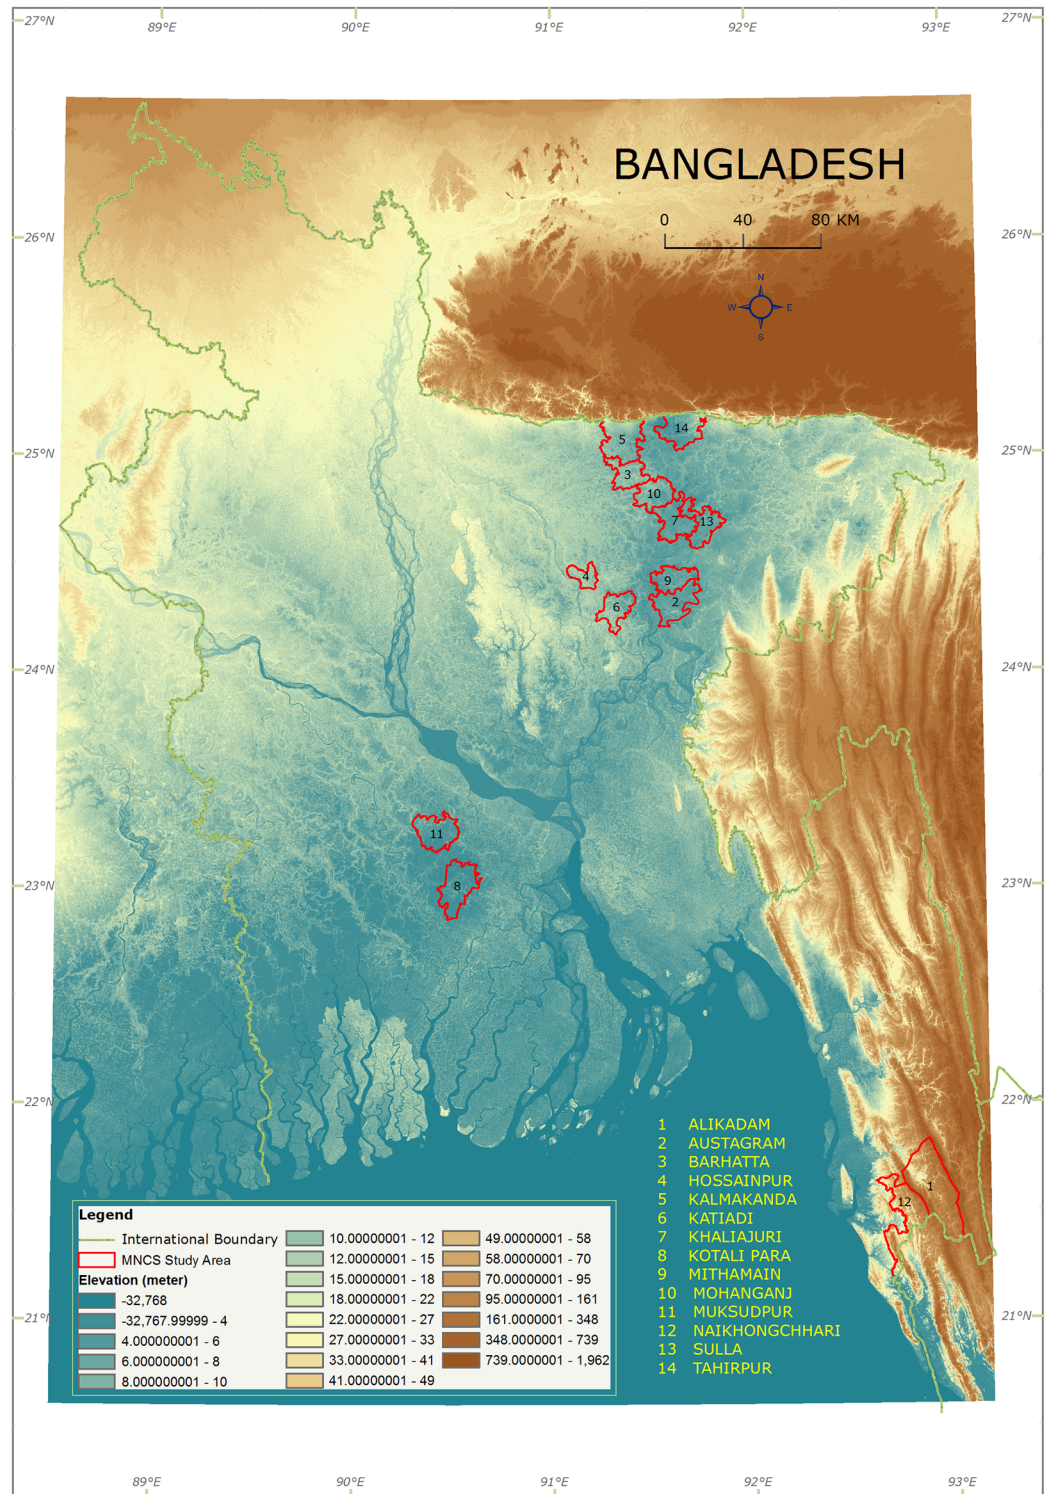 27°N
89°E
90°E
91°E
92°E
93°E
27°N
BANGLADESH
0 40 80 KM
26°N
26°N
N
W E
S
14
5
25°N
25°N
3
10
7
13
4
9
6
2
24°N
24°N
11
23°N
23°N
8
22°N
22°N
1
12
1 ALIKADAM
2 AUSTAGRAM
3 BARHATTA
4 HOSSAINPUR
5 KALMAKANDA
6 KATIADI
7 KHALIAJURI
8 KOTALI PARA
9 MITHAMAIN
10 MOHANGANJ
11 MUKSUDPUR
12 NAIKHONGCHHARI
13 SULLA
14 TAHIRPUR
21°N
21°N
Legend
International Boundary
MNCS Study Area
Elevation (meter)
-32,768
-32,767.99999 - 4
4.000000001 - 6
6.000000001 - 8
8.000000001 - 10
10.00000001 - 12
12.00000001 - 15
15.00000001 - 18
18.00000001 - 22
22.00000001 - 27
27.00000001 - 33
33.00000001 - 41
41.00000001 - 49
49.00000001 - 58
58.00000001 - 70
70.00000001 - 95
95.00000001 - 161
161.0000001 - 348
348.0000001 - 739
739.0000001 - 1,962
89°E
90°E
91°E
92°E
93°E